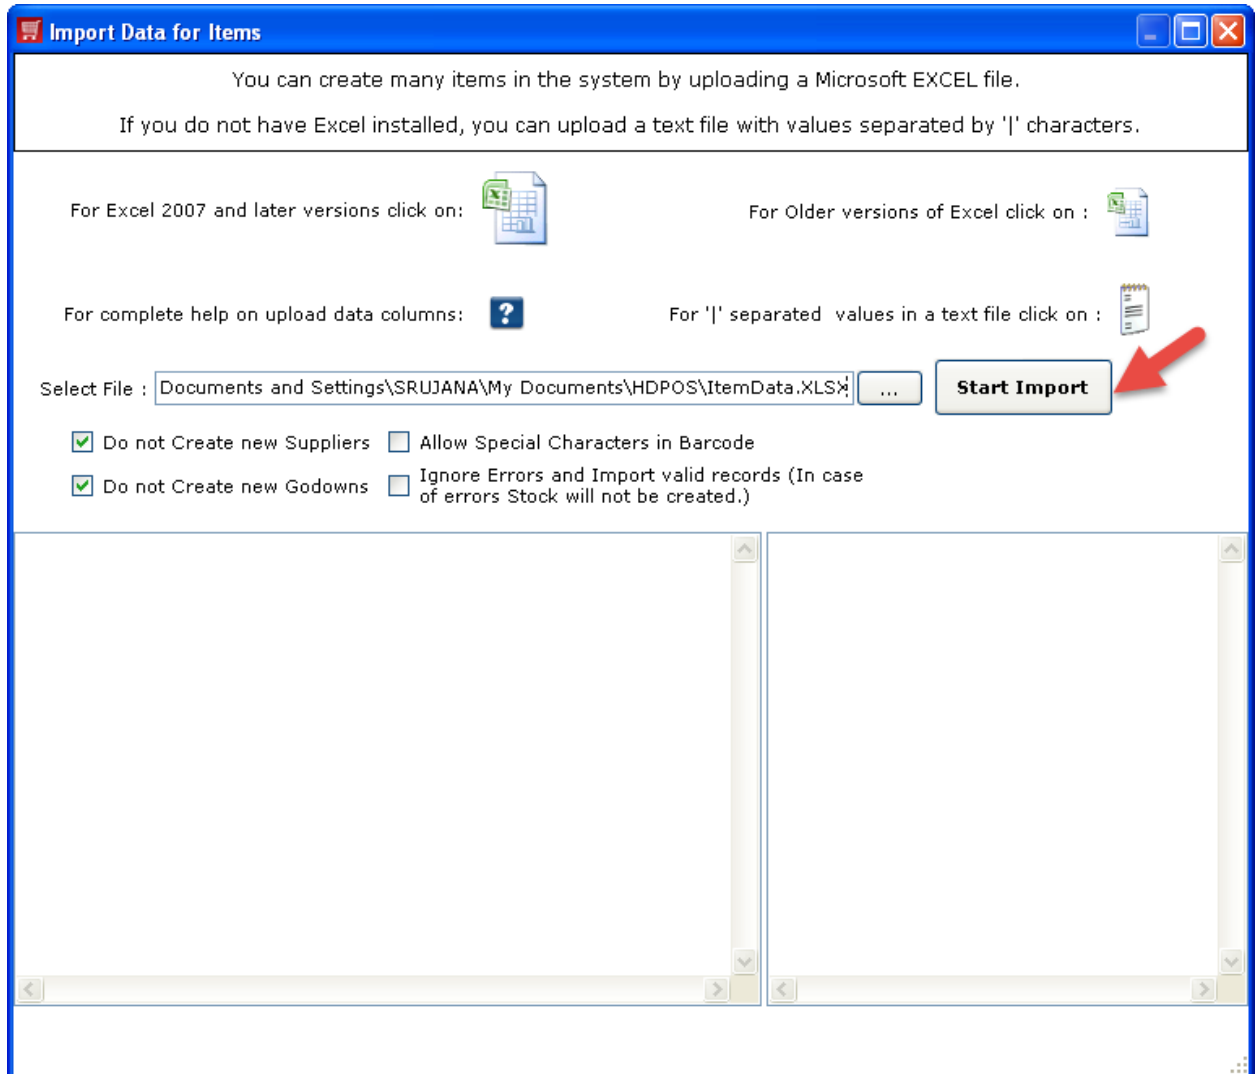 Import Data for Items
You can create many items in the system by uploading a Microsoft EXCEL file.
If you do not have Excel installed, you can upload a text file with values separated by '|' characters.
For Excel 2007 and later versions click on:
For Older versions of Excel click on :
For complete help on upload data columns:
?
For '|' separated  values in a text file click on :
Select File :
Documents and Settings\SRUJANA\My Documents\HDPOS\ItemData.XLSX
...
Start Import
Do not Create new Suppliers
Allow Special Characters in Barcode
Do not Create new Godowns
Ignore Errors and Import valid records (In case
of errors Stock will not be created.)